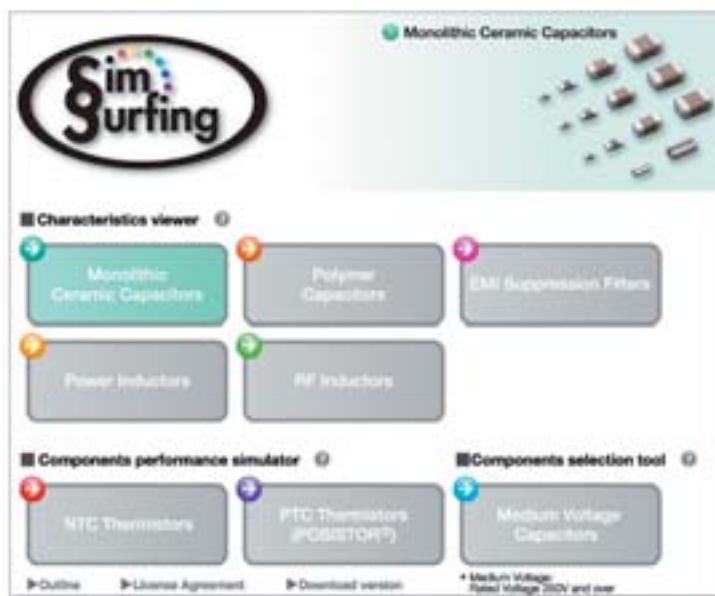 Monolithic Ceramic Capacitors
Sim
Surfing
Characteristics viewer ?
Monolithic
Ceramic Capacitors
Polymer
Capacitors
EMI Suppression Filters
Power Inductors
RF Inductors
Components performance simulator ?
Components selection tool ?
NTC Thermistors
PTC Thermistors
(POSISTOR®)
Medium Voltage
Capacitors
Outline
License Agreement
Download version
* Medium Voltage:
Rated Voltage 250V and over